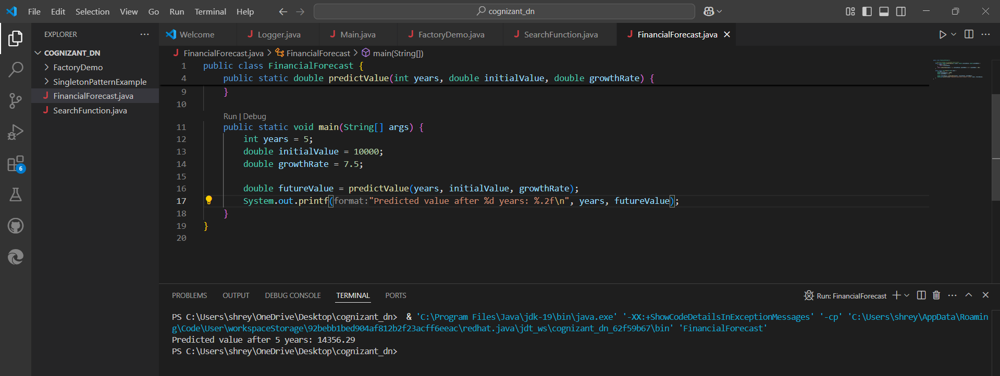 File Edit Selection View Go Run Terminal Help
cognizant_dn
EXPLORER
COGNIZANT_DN
FactoryDemo
SingletonPatternExample
J FinancialForecast.java
J SearchFunction.java
6
Welcome J Logger.java J Main.java J FactoryDemo.java J SearchFunction.java J FinancialForecast.java
J FinancialForecast.java > FinancialForecast > main(String[])
1 public class FinancialForecast {
4 public static double predictValue(int years, double initialValue, double growthRate) {
9 }
10
Run | Debug
11 public static void main(String[] args) {
12 int years = 5;
13 double initialValue = 10000;
14 double growthRate = 7.5;
15
16 double futureValue = predictValue(years, initialValue, growthRate);
17 System.out.printf(format:"Predicted value after %d years: %.2f\n", years, futureValue);
18 }
19 }
20
PROBLEMS OUTPUT DEBUG CONSOLE TERMINAL PORTS
Run: FinancialForecast
PS C:\Users\shrey\OneDrive\Desktop\cognizant_dn> & 'C:\Program Files\Java\jdk-19\bin\java.exe' '-XX:+ShowCodeDetailsInExceptionMessages' '-cp' 'C:\Users\shrey\AppData\Roamin
g\Code\User\workspaceStorage\92bebb1bed904af812b2f23acff6eeac\redhat.java\jdt_ws\cognizant_dn_62f59b67\bin' 'FinancialForecast'
Predicted value after 5 years: 14356.29
PS C:\Users\shrey\OneDrive\Desktop\cognizant_dn>